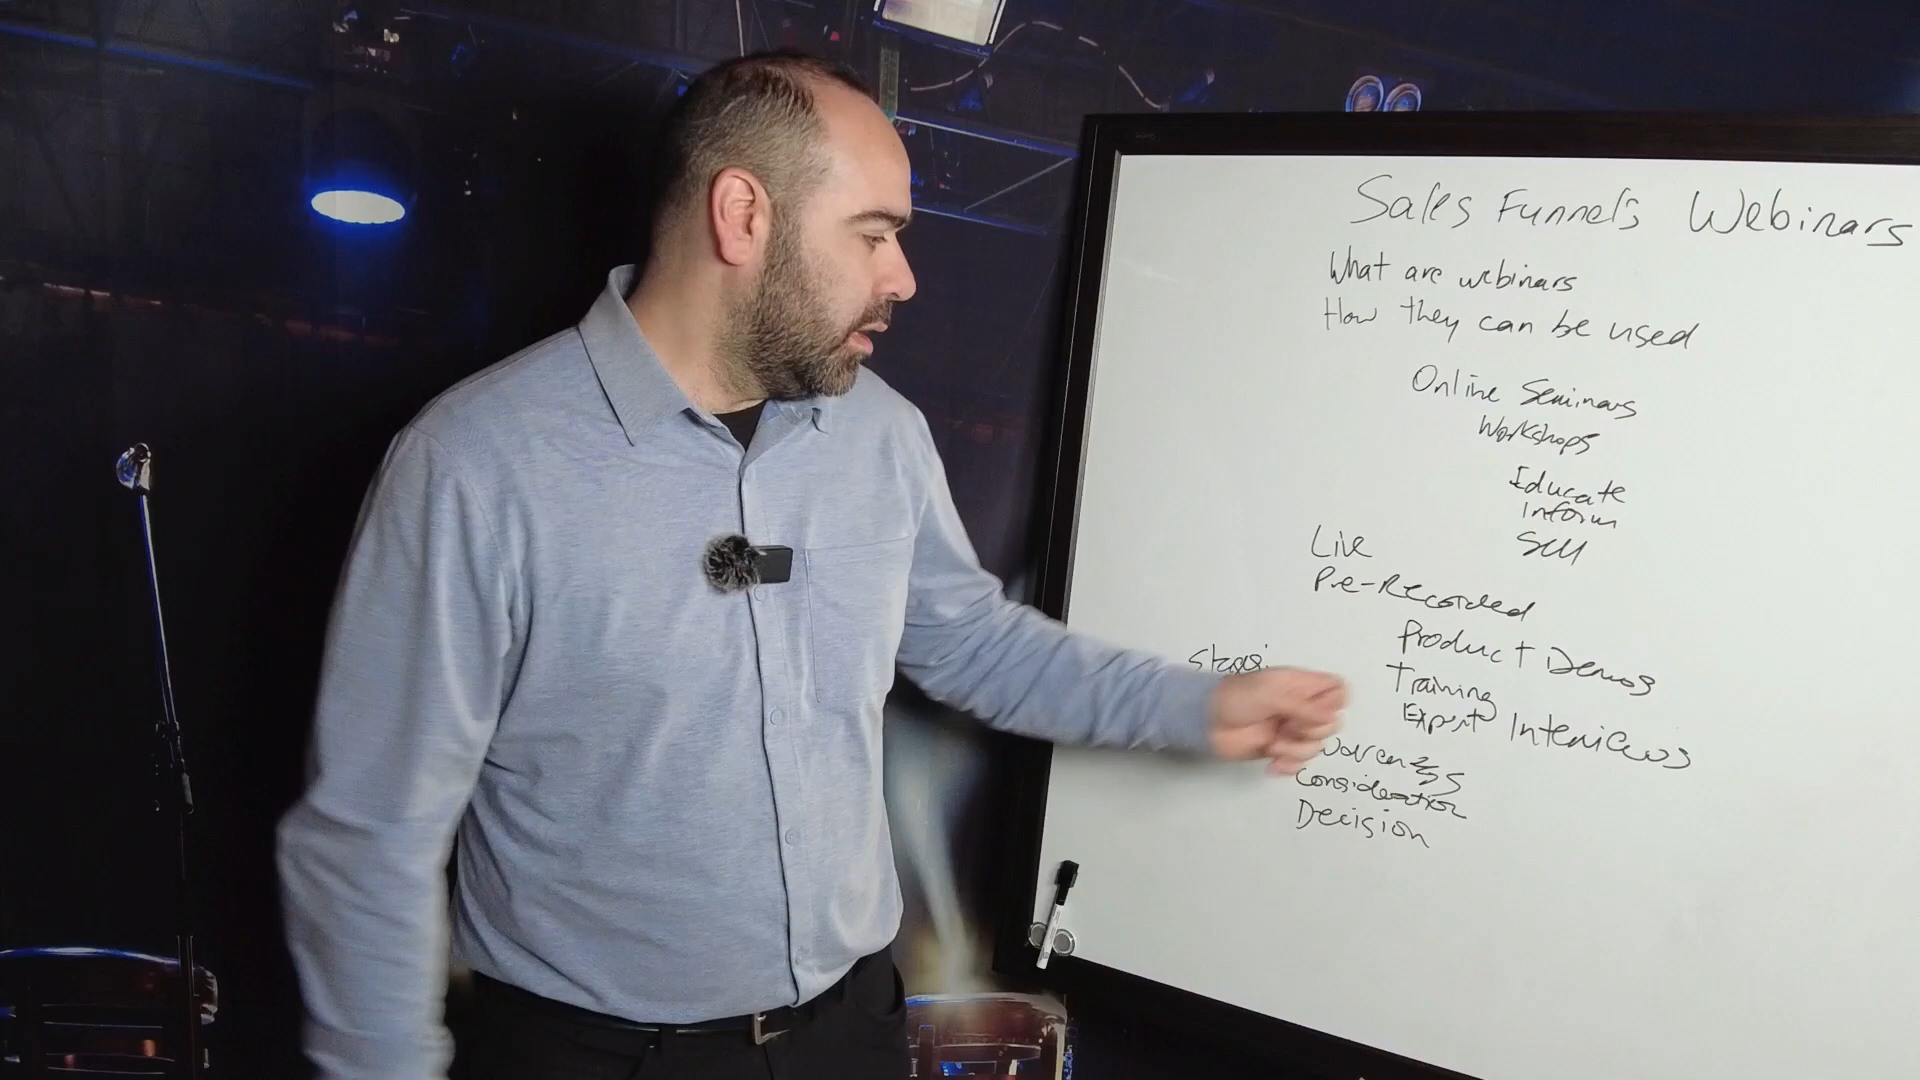 Sales Funnels Webinars
What are webinars
How they can be used
Online Seminars
Workshops
Educate
Inform
Sell
Live
Pre-Recorded
Product Demos
Training
Expert Interviews
Consideration
Decision